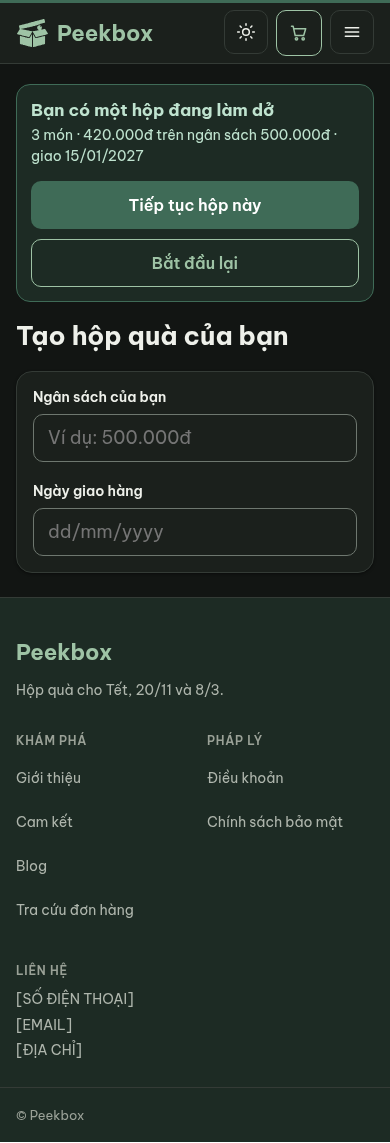 Peekbox
Bạn có một hộp đang làm dở
3 món · 420.000đ trên ngân sách 500.000đ ·
giao 15/01/2027
Tiếp tục hộp này
Bắt đầu lại
Tạo hộp quà của bạn
Ngân sách của bạn
Ví dụ: 500.000đ
Ngày giao hàng
dd/mm/yyyy
Peekbox
Hộp quà cho Tết, 20/11 và 8/3.
KHÁM PHÁ
Giới thiệu
Cam kết
Blog
Tra cứu đơn hàng
PHÁP LÝ
Điều khoản
Chính sách bảo mật
LIÊN HỆ
[SỐ ĐIỆN THOẠI]
[EMAIL]
[ĐỊA CHỈ]
© Peekbox